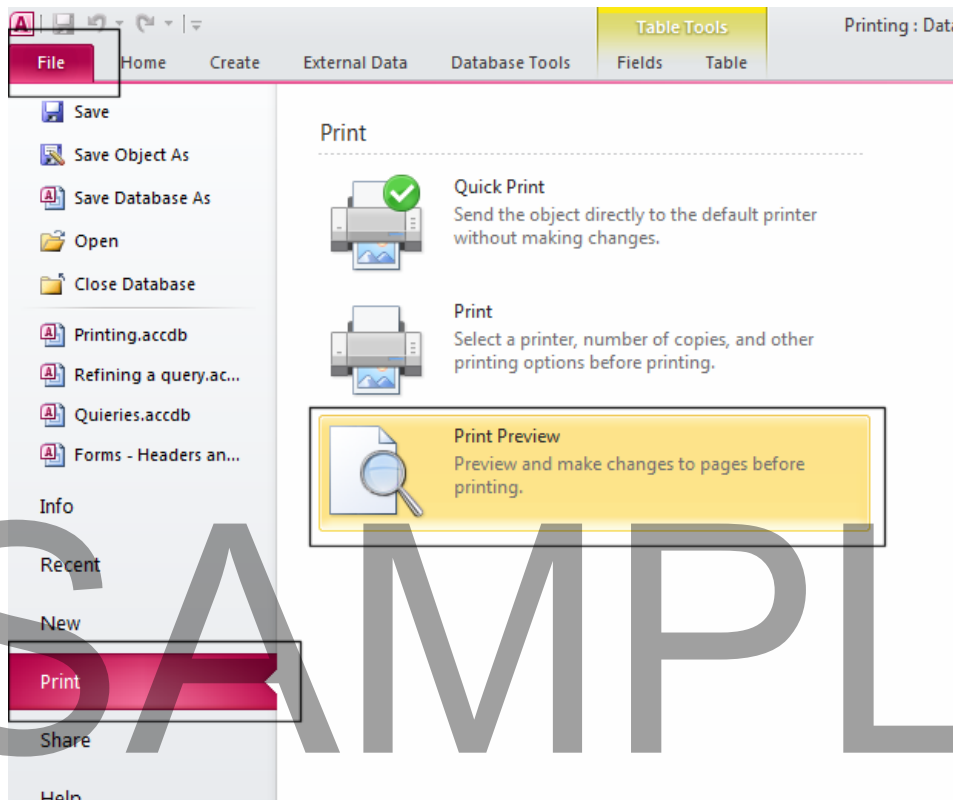 Table Tools
Printing : Data
File
Home
Create
External Data
Database Tools
Fields
Table
Save
Save Object As
Save Database As
Open
Close Database
Printing.accdb
Refining a query.ac...
Quieries.accdb
Forms - Headers an...
Info
Recent
New
Print
Share
Help
Print
Quick Print
Send the object directly to the default printer
without making changes.
Print
Select a printer, number of copies, and other
printing options before printing.
Print Preview
Preview and make changes to pages before
printing.
SAMPL